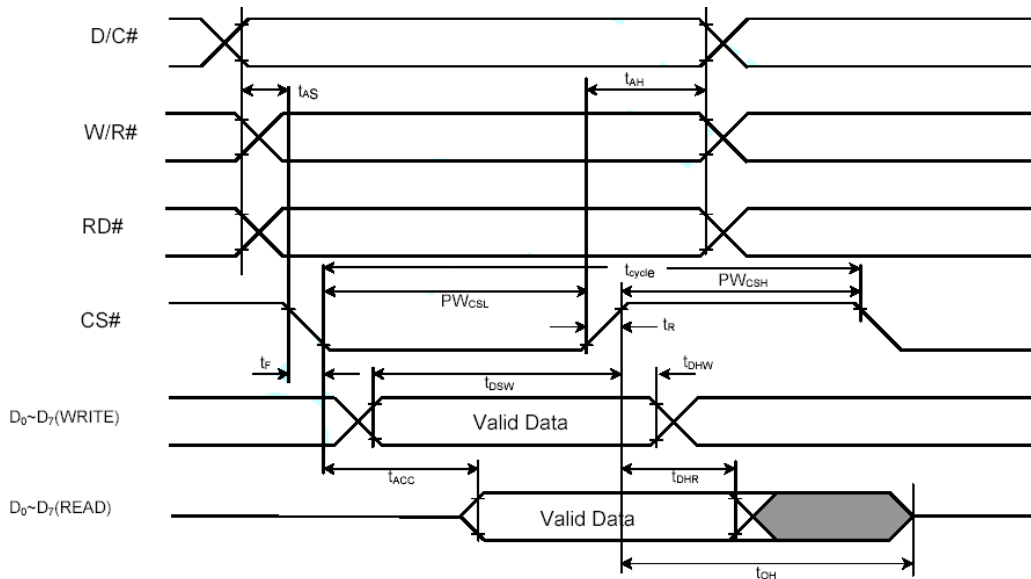 D/C#
tAS
tAH
W/R#
RD#
tcycle
PWCSL
PWCSH
CS#
tR
tF
tDSW
tDHW
D0~D7(WRITE)
Valid Data
tACC
tDHR
D0~D7(READ)
Valid Data
tOH